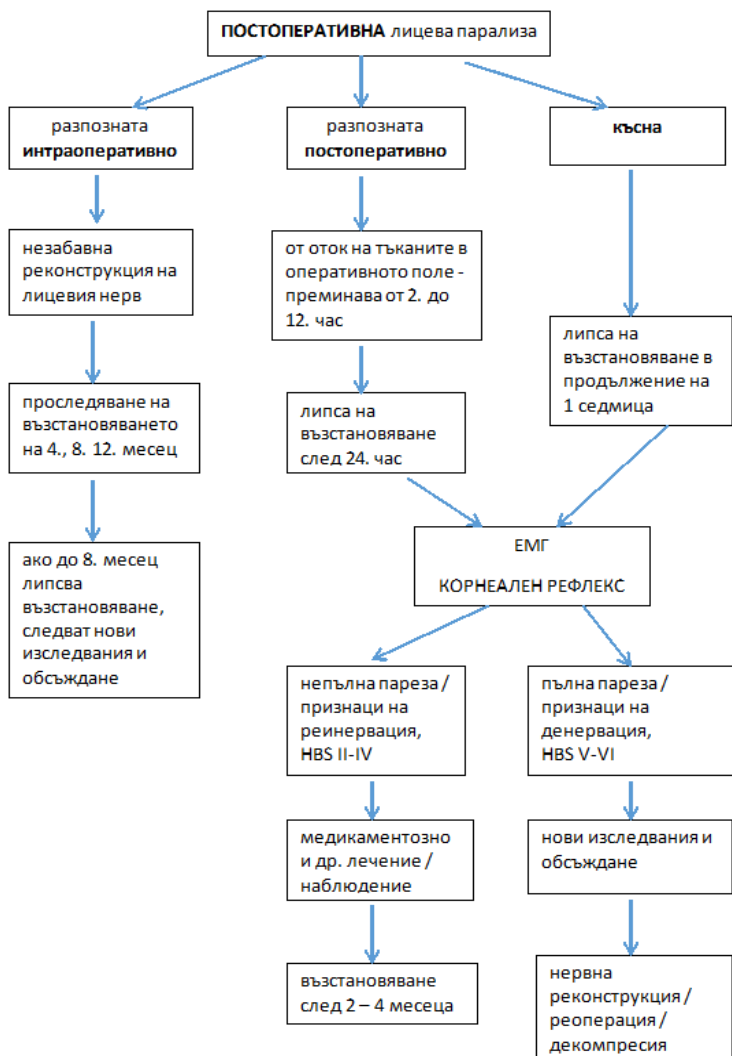 ПОСТОПЕРАТИВНА лицева парализа
разпозната
интраоперативно
разпозната
постоперативно
късна
незабавна
реконструкция на
лицевия нерв
от оток на тъканите в
оперативното поле -
преминава от 2. до
12. час
липса на
възстановяване в
продължение на
1 седмица
проследяване на
възстановяването
на 4., 8. 12. месец
липса на
възстановяване
след 24. час
ЕМГ
КОРНЕАЛЕН РЕФЛЕКС
ако до 8. месец
липсва
възстановяване,
следват нови
изследвания и
обсъждане
непълна пареза /
признаци на
реинервация,
HBS II-IV
пълна пареза /
признаци на
денервация,
HBS V-VI
медикаментозно
и др. лечение /
наблюдение
нови изследвания и
обсъждане
възстановяване
след 2 – 4 месеца
нервна
реконструкция /
реоперация /
декомпресия